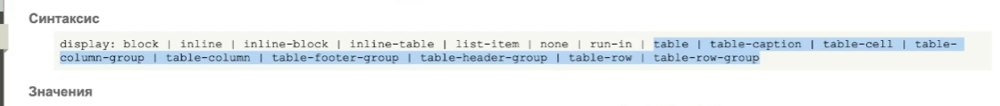 Синтаксис
display: block | inline | inline-block | inline-table | list-item | none | run-in | table | table-caption | table-cell | table-
column-group | table-column | table-footer-group | table-header-group | table-row | table-row-group
Значения